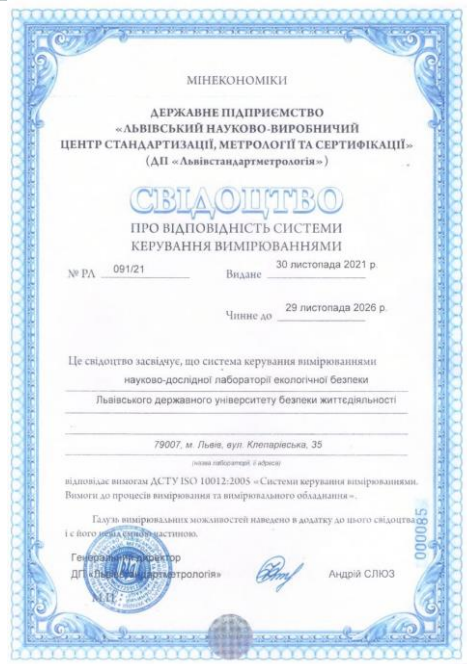 МІНЕКОНОМІКИ
ДЕРЖАВНЕ ПІДПРИЄМСТВО
«ЛЬВІВСЬКИЙ НАУКОВО-ВИРОБНИЧИЙ
ЦЕНТР СТАНДАРТИЗАЦІЇ, МЕТРОЛОГІЇ ТА СЕРТИФІКАЦІЇ»
(ДП «Львівстандартметрологія»)
СВІДОЦТВО
ПРО ВІДПОВІДНІСТЬ СИСТЕМИ
КЕРУВАННЯ ВИМІРЮВАННЯМИ
№ РЛ 091/21 Видане 30 листопада 2021 р.
Чинне до 29 листопада 2026 р.
Це свідоцтво засвідчує, що система керування вимірюваннями
науково-дослідної лабораторії екологічної безпеки
Львівського державного університету безпеки життєдіяльності
79007, м. Львів, вул. Клепарівська, 35
(назва лабораторії, її адреса)
відповідає вимогам ДСТУ ISO 10012:2005 «Системи керування вимірюваннями.
Вимоги до процесів вимірювання та вимірювального обладнання».
Галузь вимірювальних можливостей наведено в додатку до цього свідоцтва
і є його невід'ємною частиною.
Генеральний директор
ДП «Львівстандартметрологія» Андрій СЛЮЗ
М.П.
000085